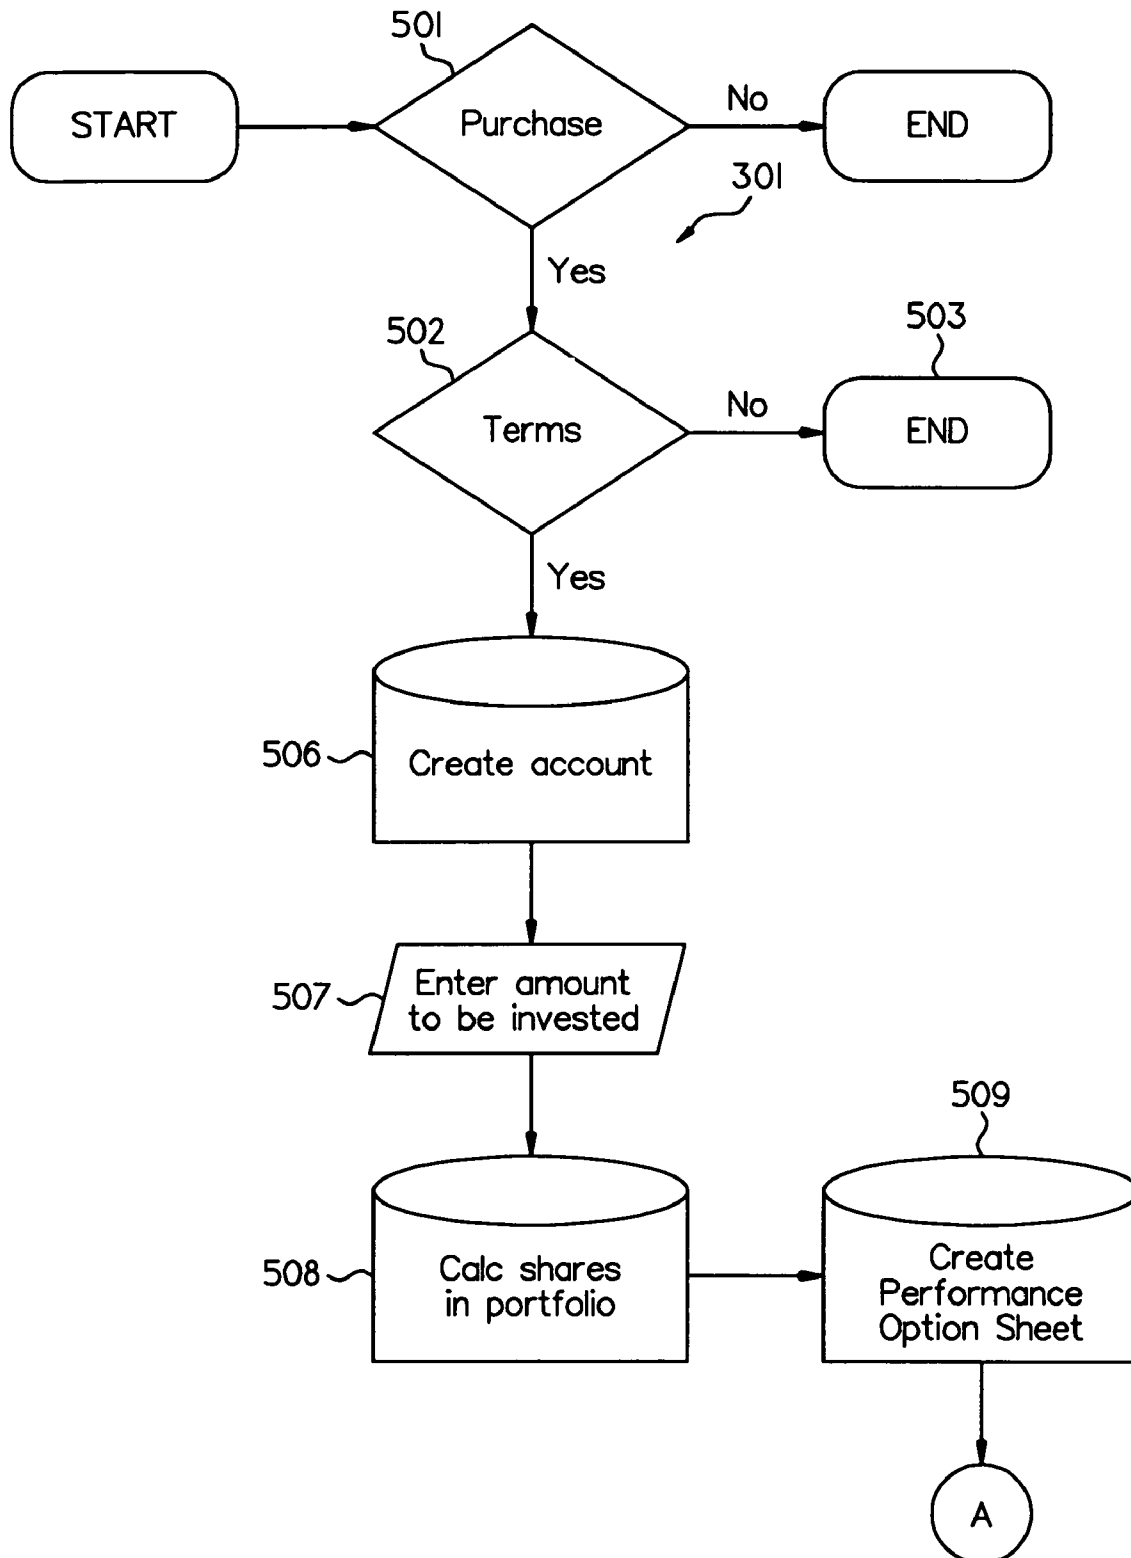 501
START
Purchase
No
END
301
Yes
502
503
Terms
No
END
Yes
506
Create account
507
Enter amount
to be invested
509
508
Calc shares
in portfolio
Create
Performance
Option Sheet
A